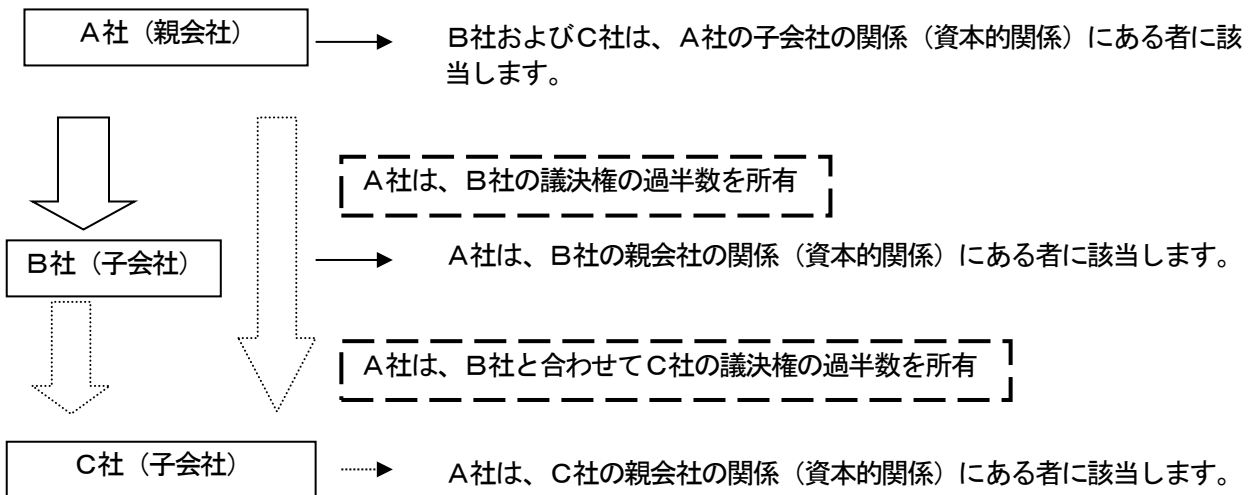 A社（親会社）
B社およびC社は、A社の子会社の関係（資本的関係）にある者に該
当します。
A社は、B社の議決権の過半数を所有
B社（子会社）
A社は、B社の親会社の関係（資本的関係）にある者に該当します。
A社は、B社と合わせてC社の議決権の過半数を所有
C社（子会社）
A社は、C社の親会社の関係（資本的関係）にある者に該当します。